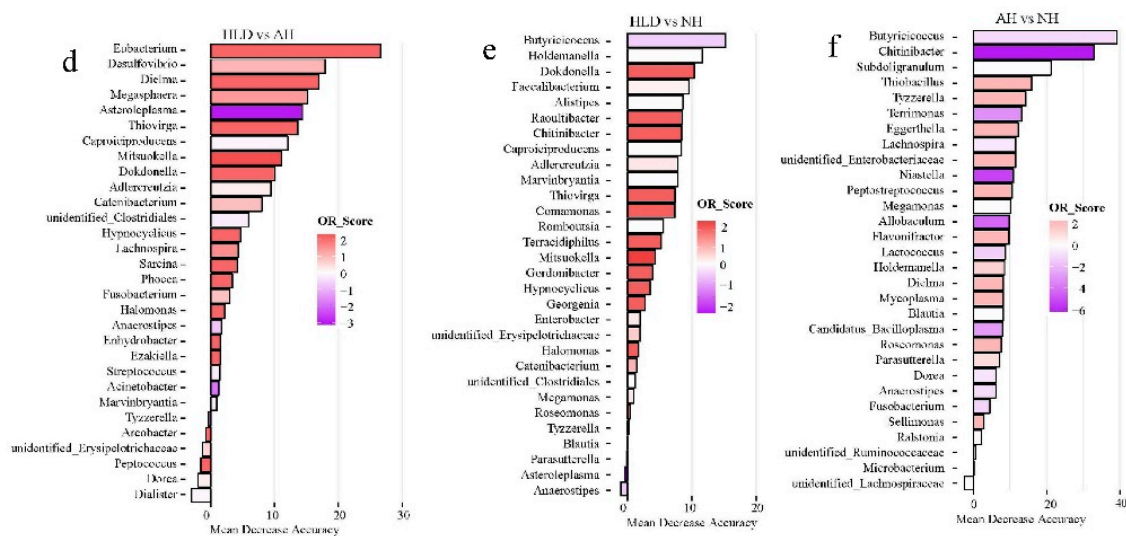 d
HLD vs AH
Eubacterium
Desulfovibrio
Dielma
Megasphaera
Asteroleplasma
Thiovirga
Caproiciproducens
Mitsuokella
Dokdonella
Adlercreutzia
Catenibacterium
unidentified_Clostridiales
Hypnocyclicus
Lachnospira
Sarcina
Phocea
Fusobacterium
Halomonas
Anaerostipes
Enhydrobacter
Ezakiella
Streptococcus
Acinetobacter
Marvinbryantia
Tyzzerella
Arcobacter
unidentified_Erysipelotrichaceae
Peptococcus
Dorea
Dialister
OR_Score
2
1
0
−1
−2
−3
0 10 20 30
Mean Decrease Accuracy
e
HLD vs NH
Butyricicoccus
Holdemanella
Dokdonella
Faecalibacterium
Alistipes
Raoultibacter
Chitinibacter
Caproiciproducens
Adlercreutzia
Marvinbryantia
Thiovirga
Comamonas
Romboutsia
Terracidiphilus
Mitsuokella
Gordonibacter
Hypnocyclicus
Georgenia
Enterobacter
unidentified_Erysipelotrichaceae
Halomonas
Catenibacterium
unidentified_Clostridiales
Megamonas
Roseomonas
Tyzzerella
Blautia
Parasutterella
Asteroleplasma
Anaerostipes
OR_Score
2
1
0
−1
−2
0 10 20
Mean Decrease Accuracy
f
AH vs NH
Butyricicoccus
Chitinibacter
Subdoligranulum
Thiobacillus
Tyzzerella
Terrimonas
Eggerthella
Lachnospira
unidentified_Enterobacteriaceae
Niastella
Peptostreptococcus
Megamonas
Allobaculum
Flavonifractor
Lactococcus
Holdemanella
Dielma
Mycoplasma
Blautia
Candidatus_Bacilloplasma
Roseomonas
Parasutterella
Dorea
Anaerostipes
Fusobacterium
Sellimonas
Ralstonia
unidentified_Ruminococcaceae
Microbacterium
unidentified_Lachnospiraceae
OR_Score
2
0
−2
−4
−6
0 20 40
Mean Decrease Accuracy